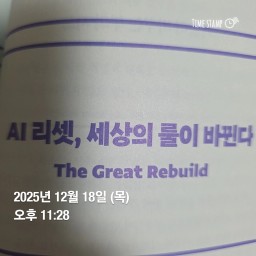 TIME STAMP
AI 리셋, 세상의 룰이 바뀐다
The Great Rebuild
2025년 12월 18일 (목)
오후 11:28